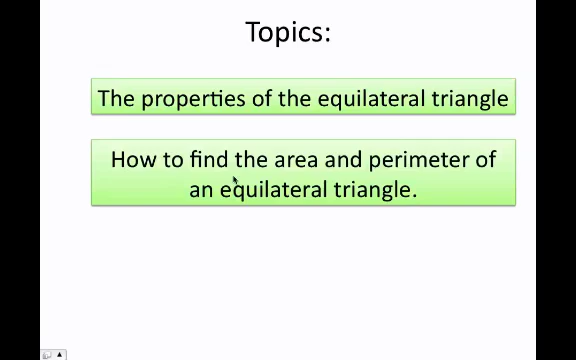 Topics:
The properties of the equilateral triangle
How to find the area and perimeter of
an equilateral triangle.